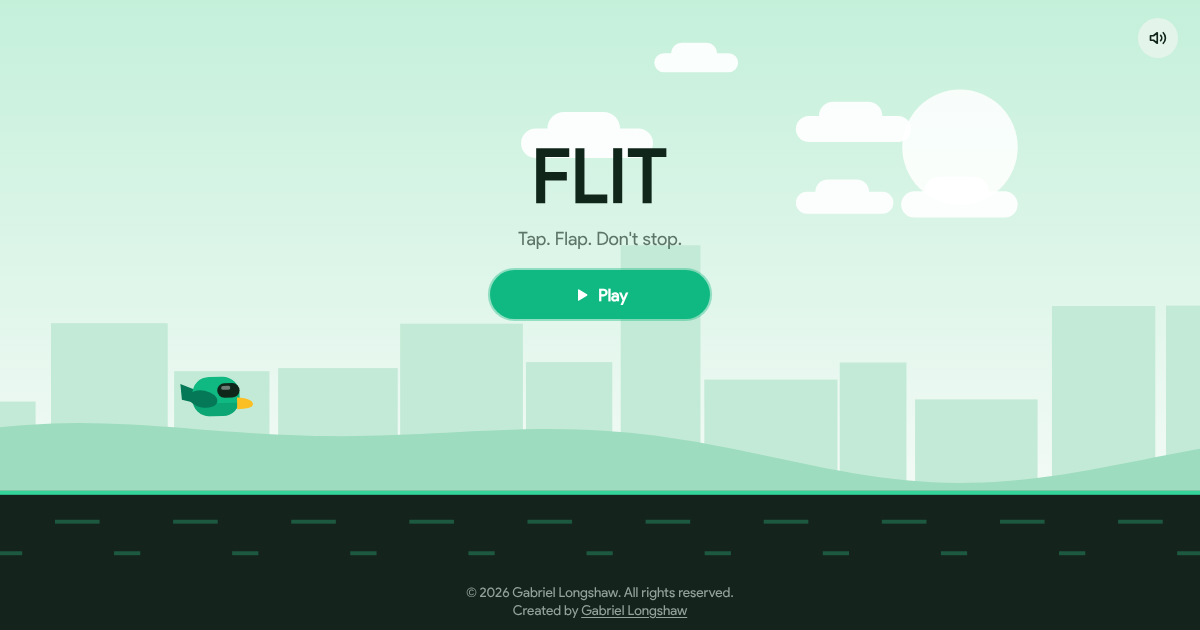 FLIT
Tap. Flap. Don't stop.
Play
© 2026 Gabriel Longshaw. All rights reserved.
Created by Gabriel Longshaw